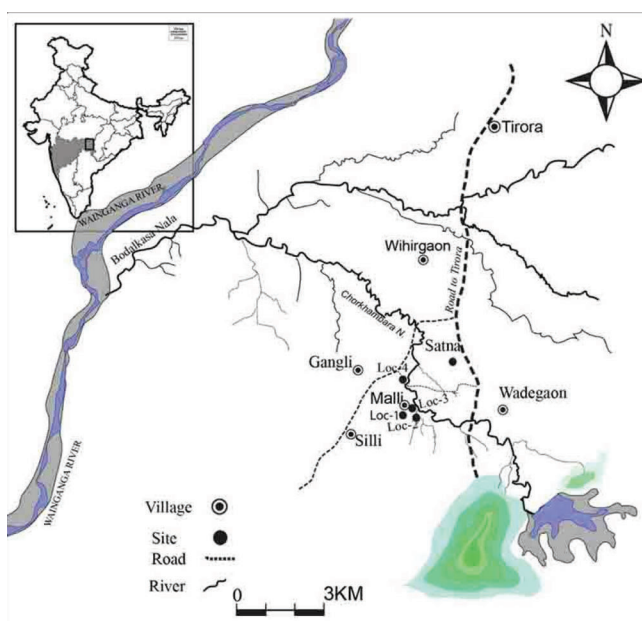 N
Tirora
WAINGANGA RIVER
Bodalkasa Nala
Wihirgaon
Road to Tirora
Chorkhambara N.
Satna
Gangli
Loc-4
Wadegaon
Malli
Loc-3
Loc-1
Loc-
Silli
WAINGANGA RIVER
Village
Site
Road
River
0 3KM